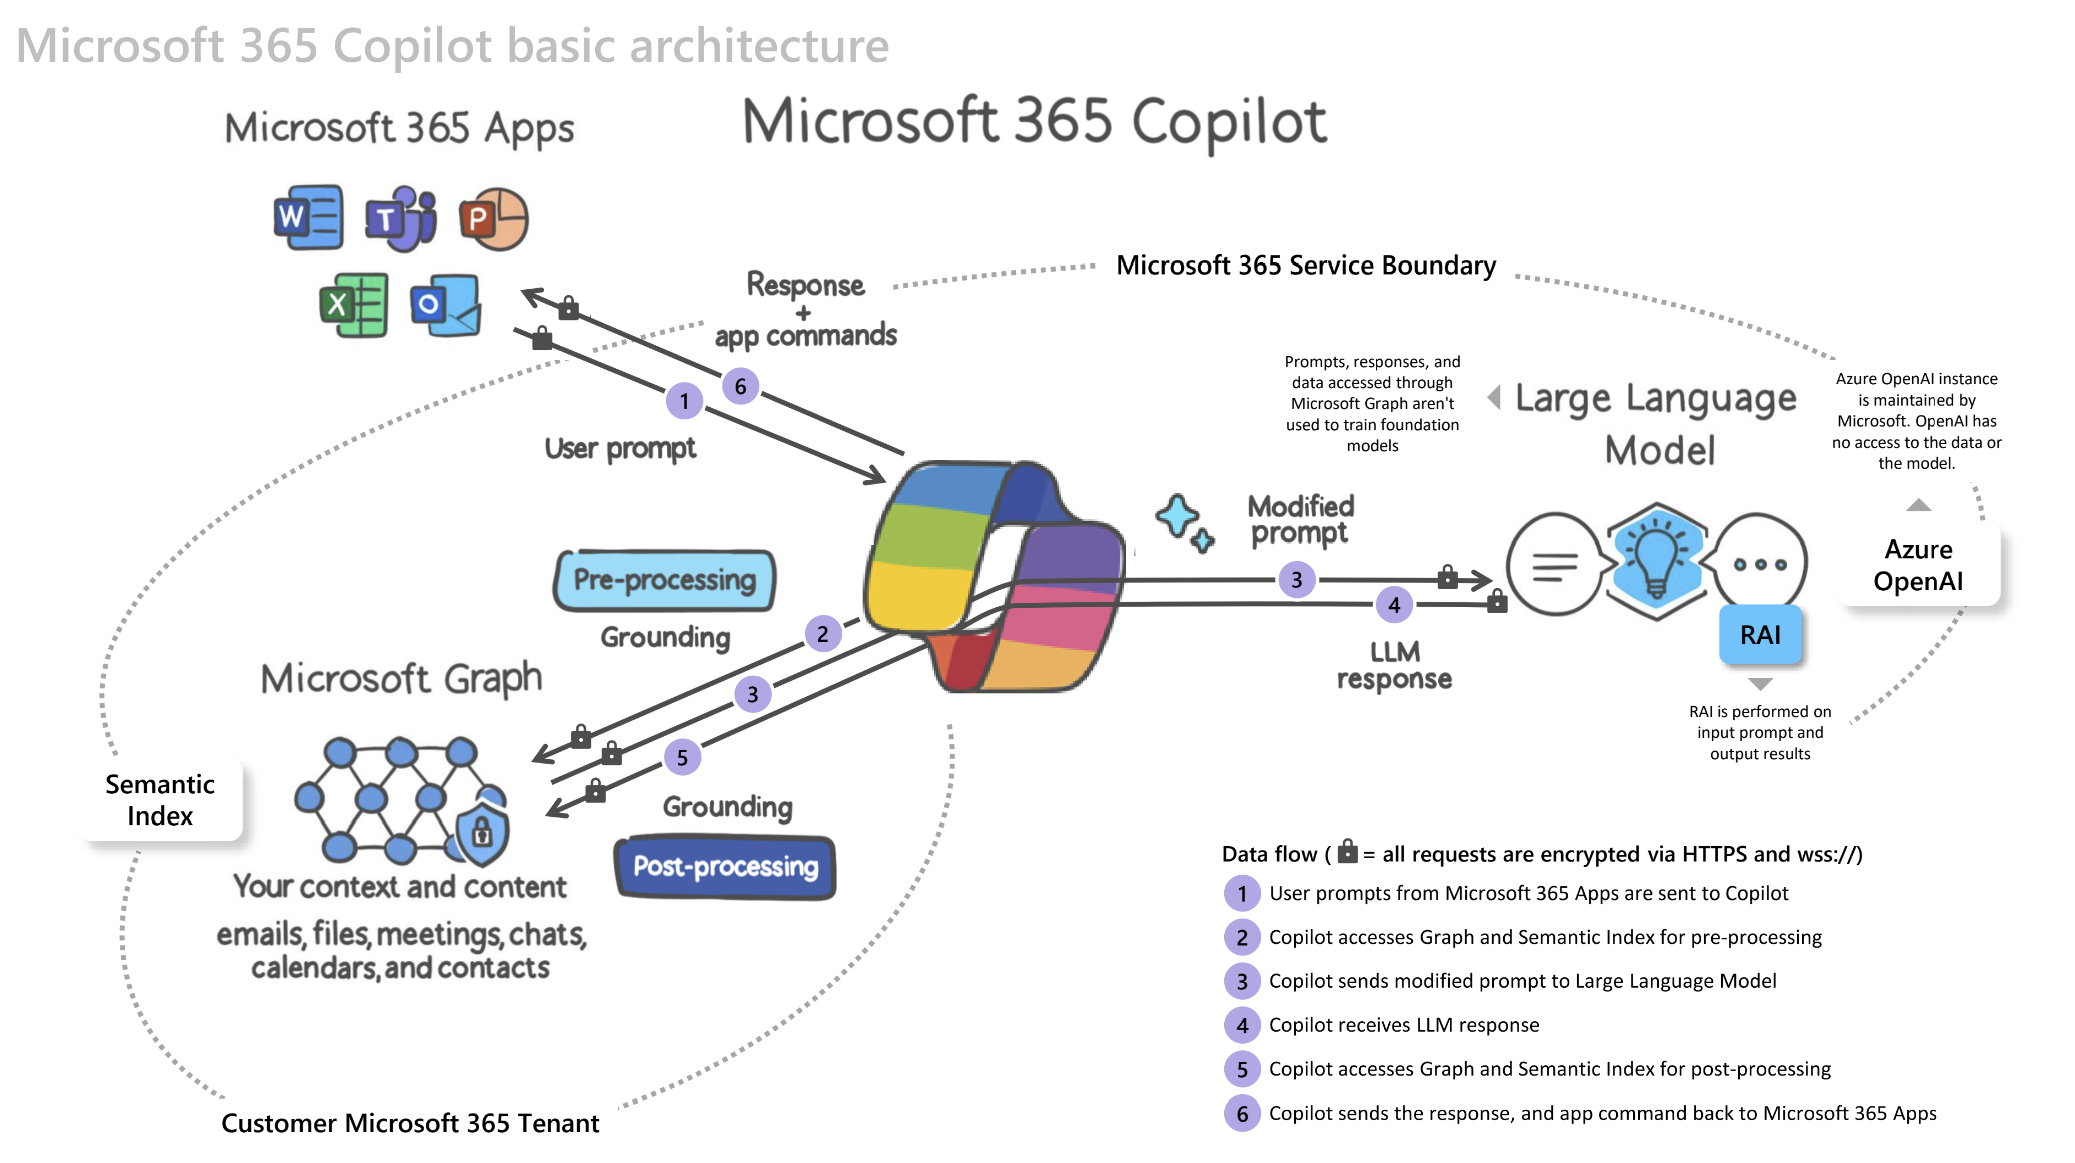 Microsoft 365 Copilot basic architecture
Microsoft 365 Apps
Microsoft 365 Copilot
W
T
P
X
O
Response
+
app commands
Microsoft 365 Service Boundary
6
1
User prompt
Prompts, responses, and
data accessed through
Microsoft Graph aren't
used to train foundation
models
Large Language
Model
Azure OpenAI instance
is maintained by
Microsoft. OpenAI has
no access to the data or
the model.
Modified
prompt
3
4
LLM
response
Azure
OpenAI
RAI
RAI is performed on
input prompt and
output results
Pre-processing
Grounding
2
3
5
Microsoft Graph
Semantic
Index
Grounding
Post-processing
Your context and content
emails, files, meetings, chats,
calendars, and contacts
Customer Microsoft 365 Tenant
Data flow ( = all requests are encrypted via HTTPS and wss://)
1 User prompts from Microsoft 365 Apps are sent to Copilot
2 Copilot accesses Graph and Semantic Index for pre-processing
3 Copilot sends modified prompt to Large Language Model
4 Copilot receives LLM response
5 Copilot accesses Graph and Semantic Index for post-processing
6 Copilot sends the response, and app command back to Microsoft 365 Apps